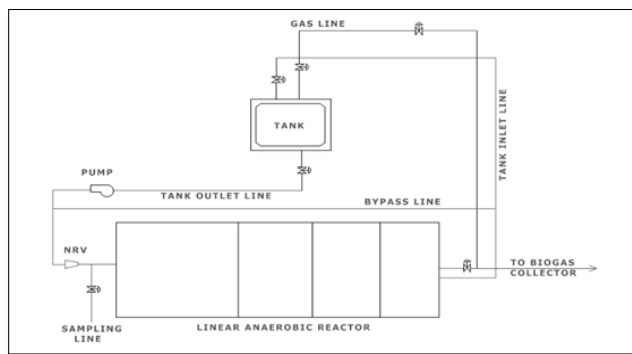 GAS LINE
TANK
TANK INLET LINE
PUMP
TANK OUTLET LINE
BYPASS LINE
NRV
TO BIOGAS
COLLECTOR
SAMPLING
LINE
LINEAR ANAEROBIC REACTOR